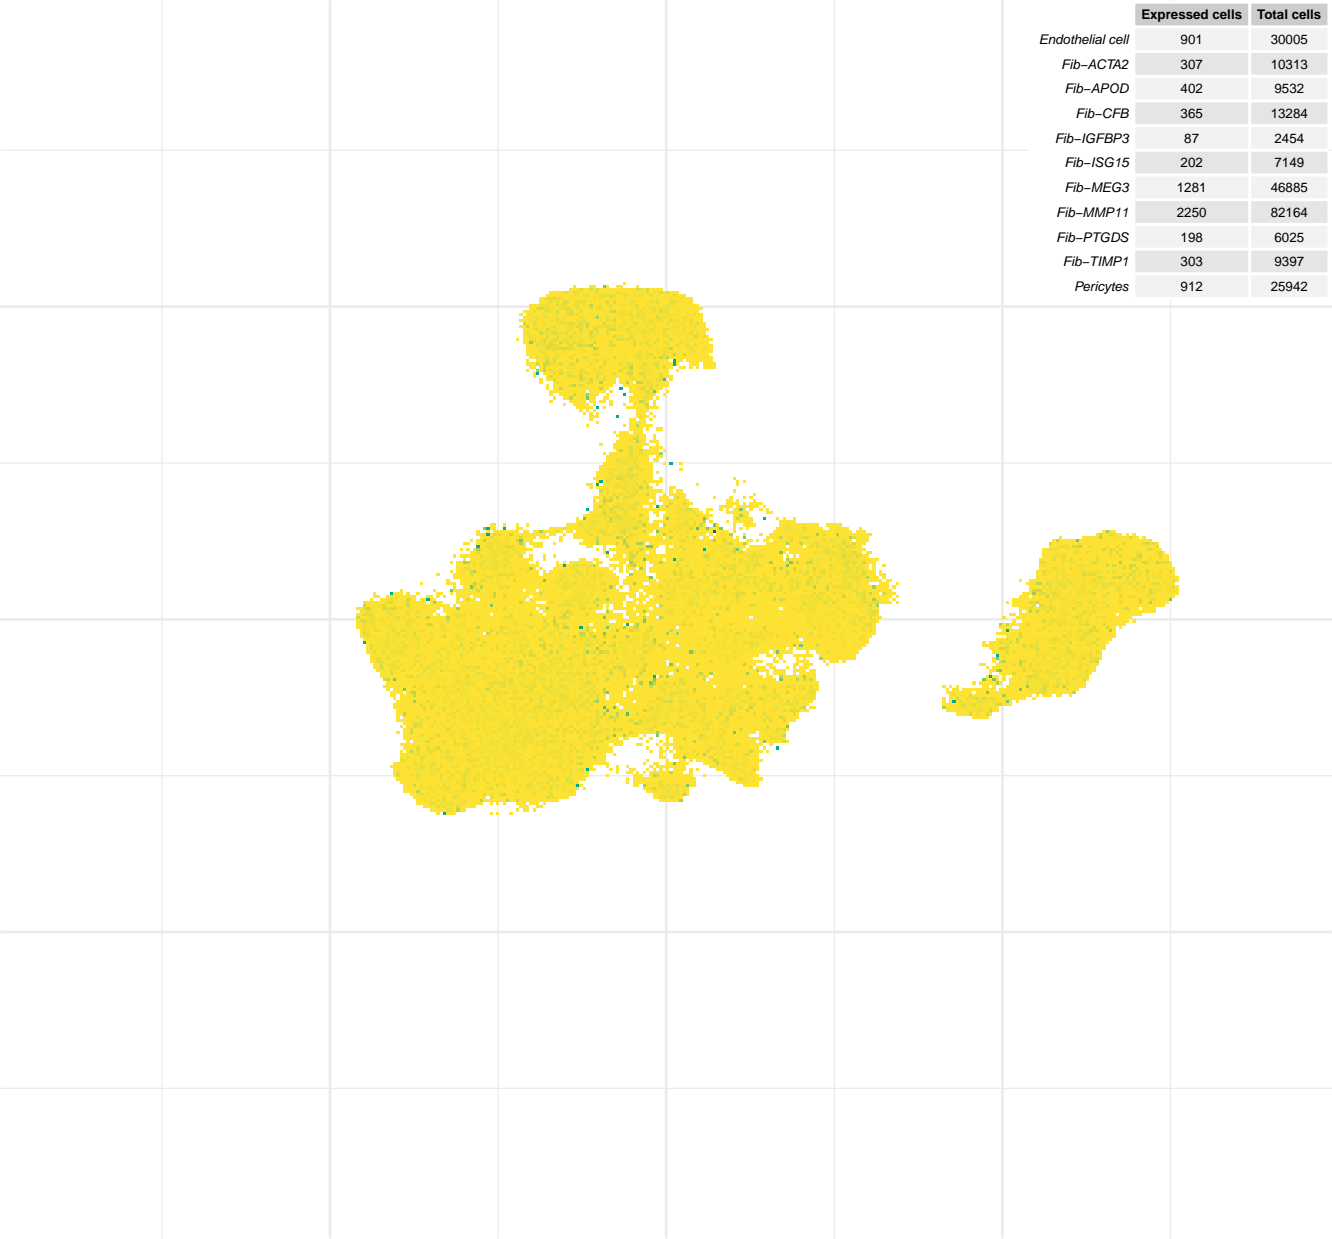 Expressed cells Total cells
Endothelial cell 901 30005
Fib−ACTA2 307 10313
Fib−APOD 402 9532
Fib−CFB 365 13284
Fib−IGFBP3 87 2454
Fib−ISG15 202 7149
Fib−MEG3 1281 46885
Fib−MMP11 2250 82164
Fib−PTGDS 198 6025
Fib−TIMP1 303 9397
Pericytes 912 25942